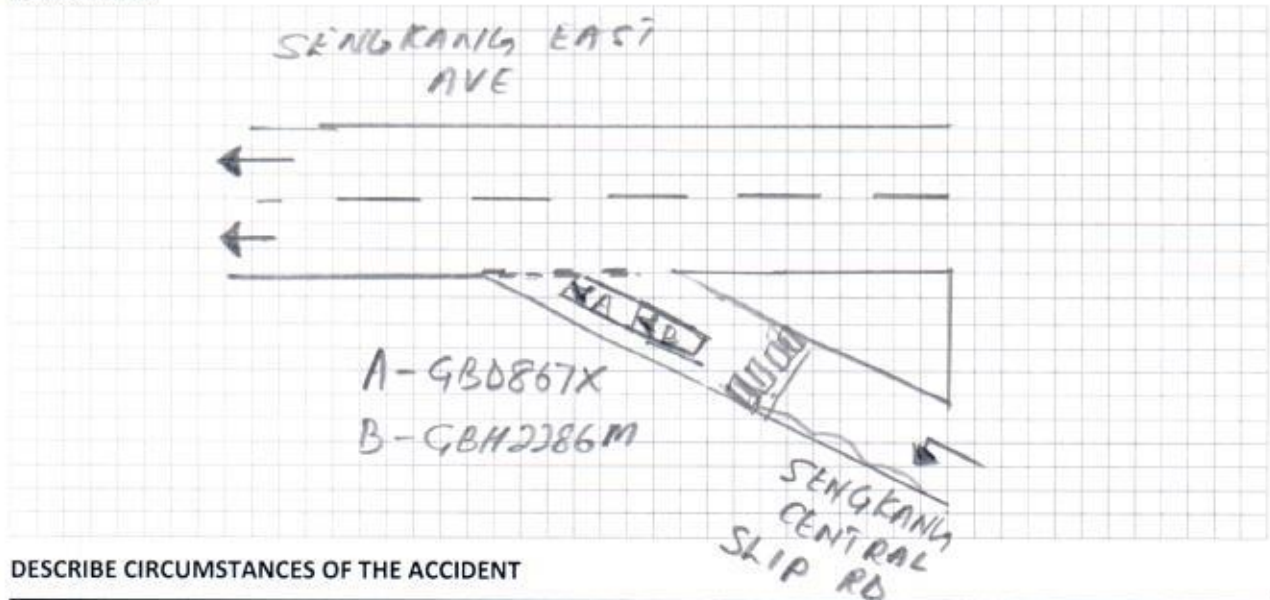 SENGKANG EAST
AVE
A
B
A - GBD867X
B - GBH2286M
SENGKANG
CENTRAL
SLIP RD
DESCRIBE CIRCUMSTANCES OF THE ACCIDENT